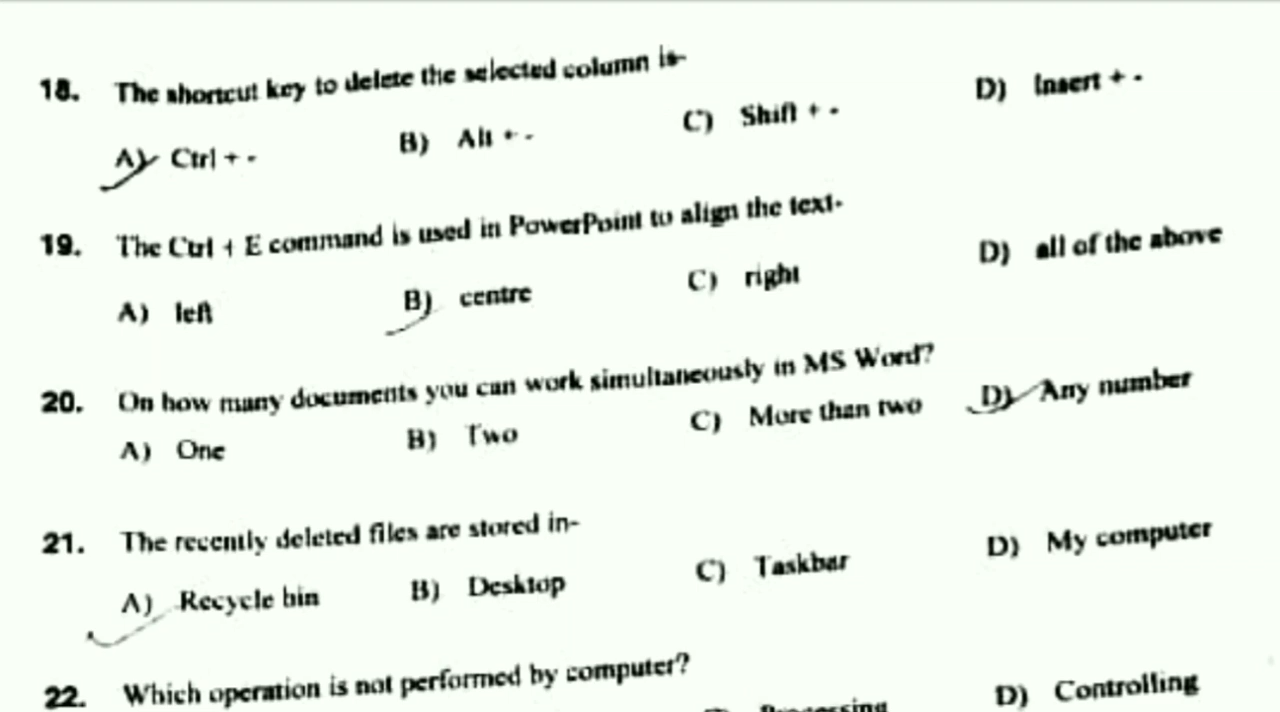 18. The shortcut key to delete the selected column is-
A) Ctrl + - B) Alt + - C) Shift + - D) Insert + -
19. The Ctrl + E command is used in PowerPoint to align the text-
A) left B) centre C) right D) all of the above
20. On how many documents you can work simultaneously in MS Word?
A) One B) Two C) More than two D) Any number
21. The recently deleted files are stored in-
A) Recycle bin B) Desktop C) Taskbar D) My computer
22. Which operation is not performed by computer?
D) Controlling